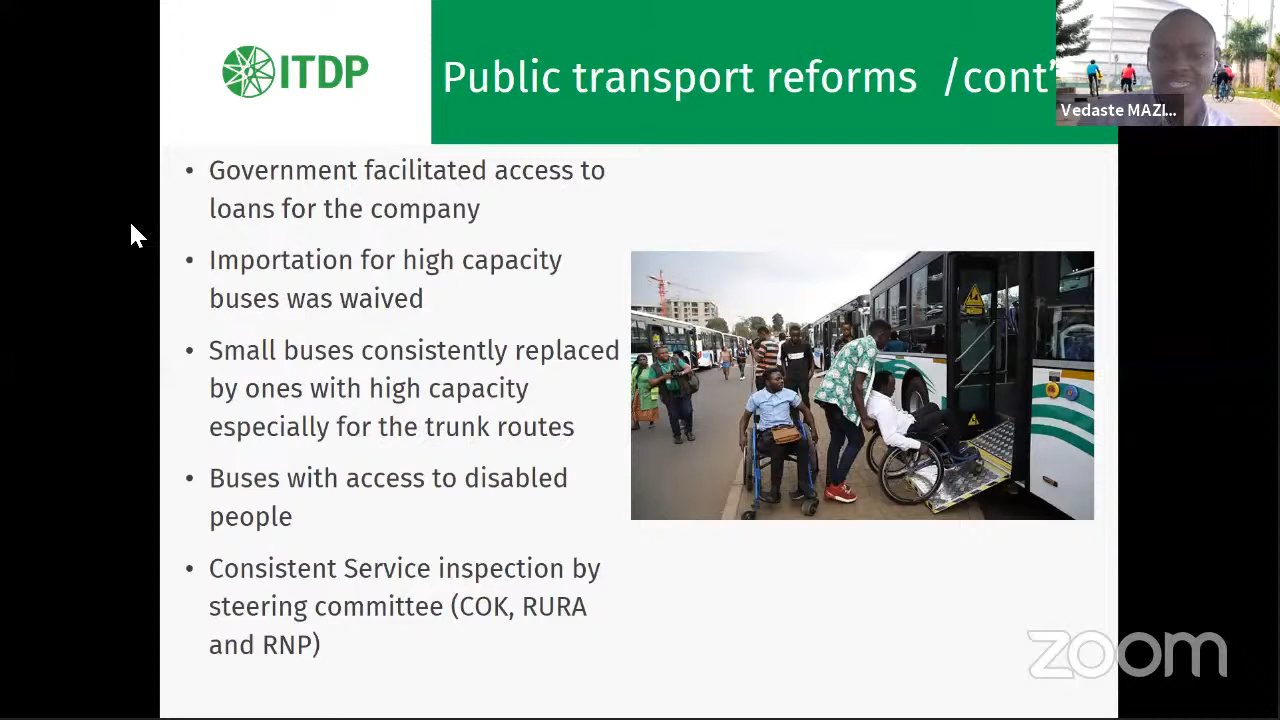 ITDP
Public transport reforms /cont'
Vedaste MAZI...
• Government facilitated access to
loans for the company
• Importation for high capacity
buses was waived
• Small buses consistently replaced
by ones with high capacity
especially for the trunk routes
• Buses with access to disabled
people
• Consistent Service inspection by
steering committee (COK, RURA
and RNP)
zoom